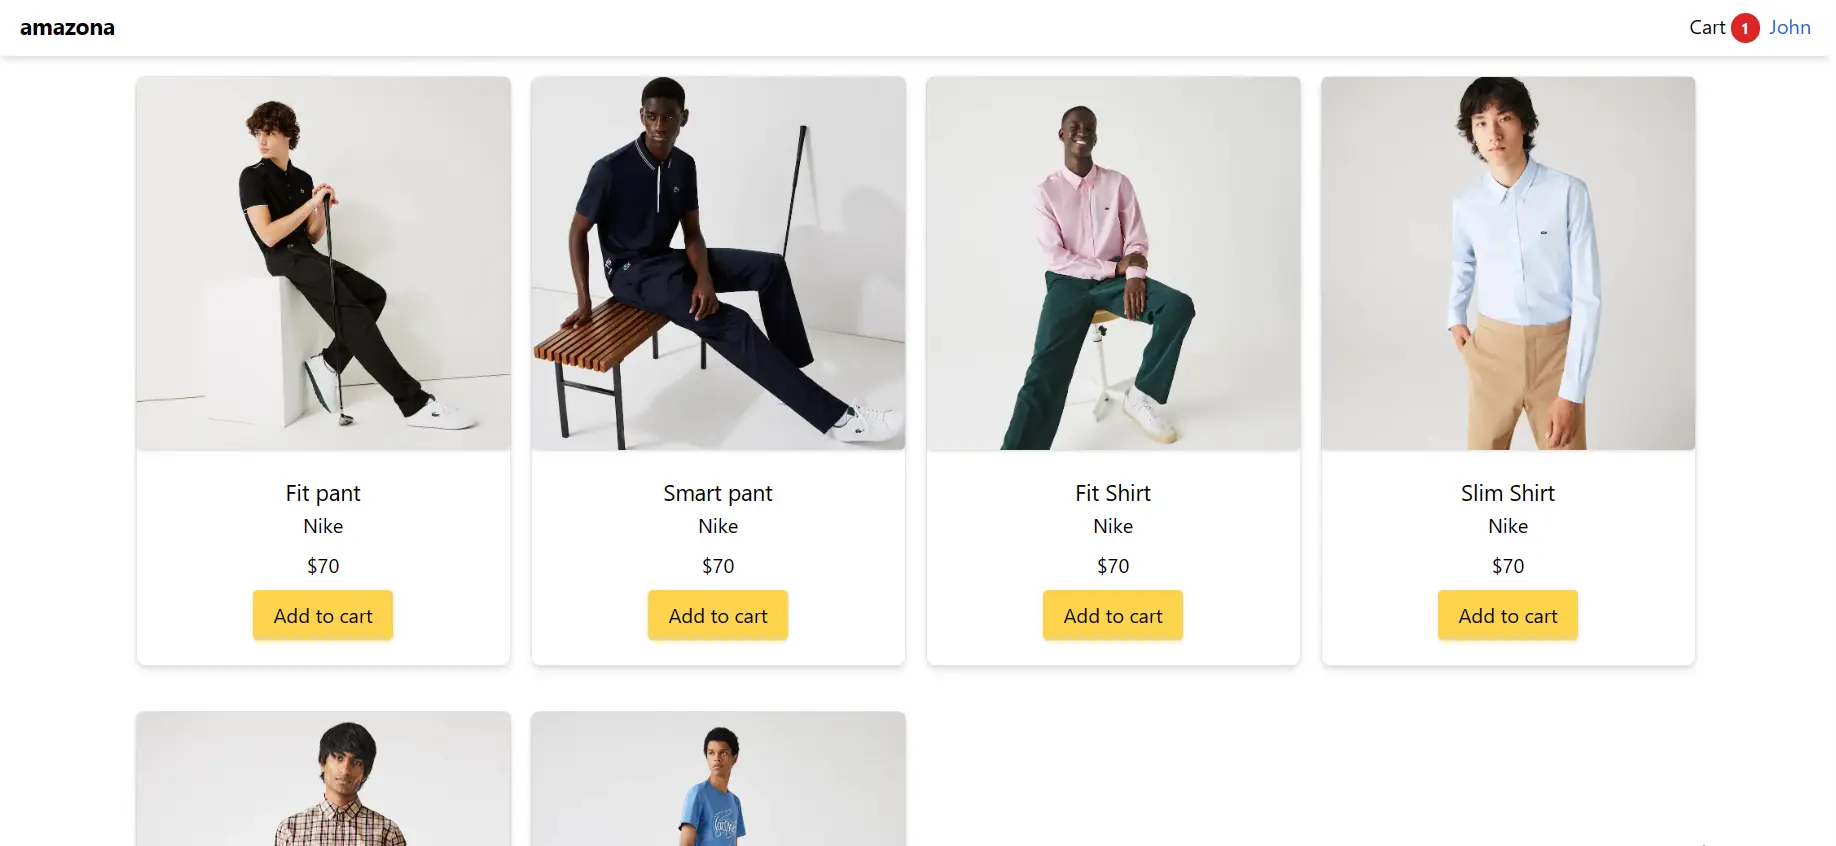 amazona
Cart 1 John
Fit pant
Nike
$70
Add to cart
Smart pant
Nike
$70
Add to cart
Fit Shirt
Nike
$70
Add to cart
Slim Shirt
Nike
$70
Add to cart